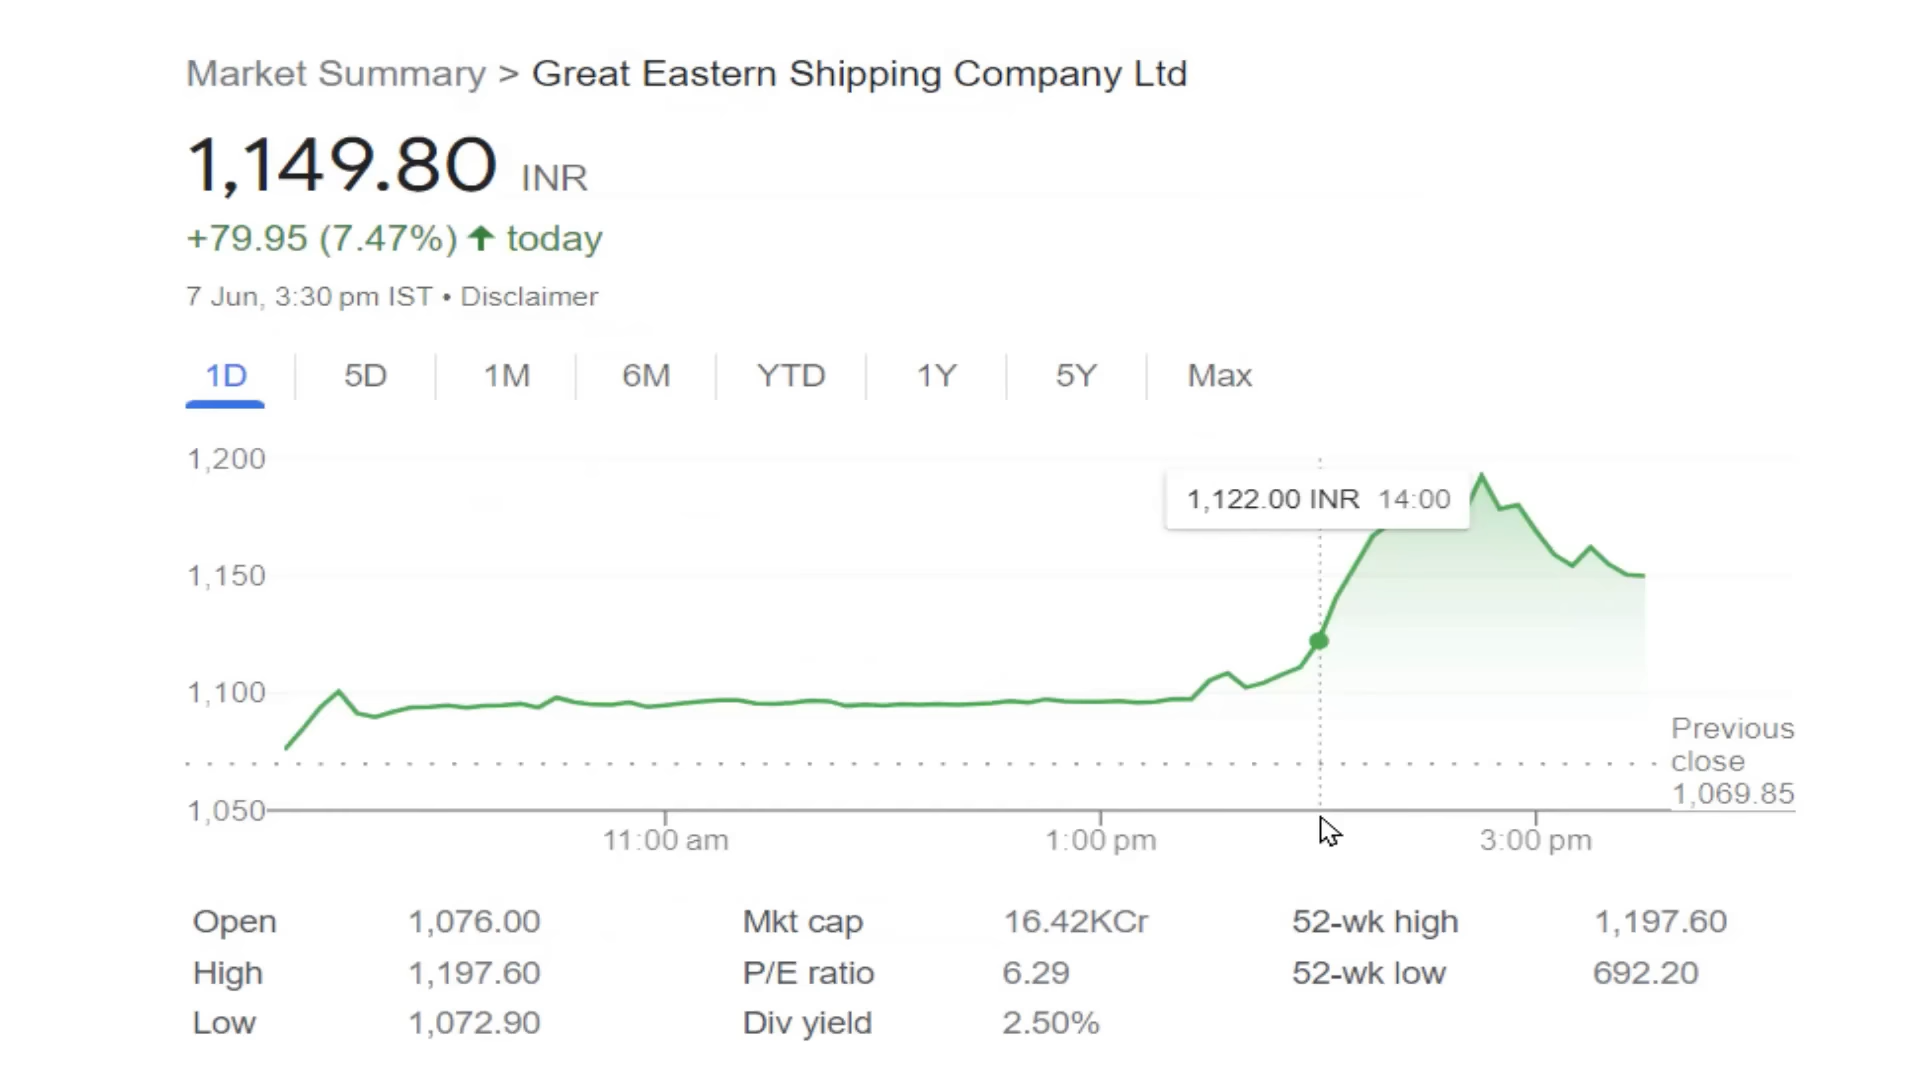 Market Summary > Great Eastern Shipping Company Ltd
1,149.80 INR
+79.95 (7.47%) ↑ today
7 Jun, 3:30 pm IST • Disclaimer
1D 5D 1M 6M YTD 1Y 5Y Max
1,200
1,122.00 INR 14:00
1,150
1,100
Previous
close
1,069.85
1,050
11:00 am 1:00 pm 3:00 pm
Open 1,076.00 Mkt cap 16.42KCr 52-wk high 1,197.60
High 1,197.60 P/E ratio 6.29 52-wk low 692.20
Low 1,072.90 Div yield 2.50%